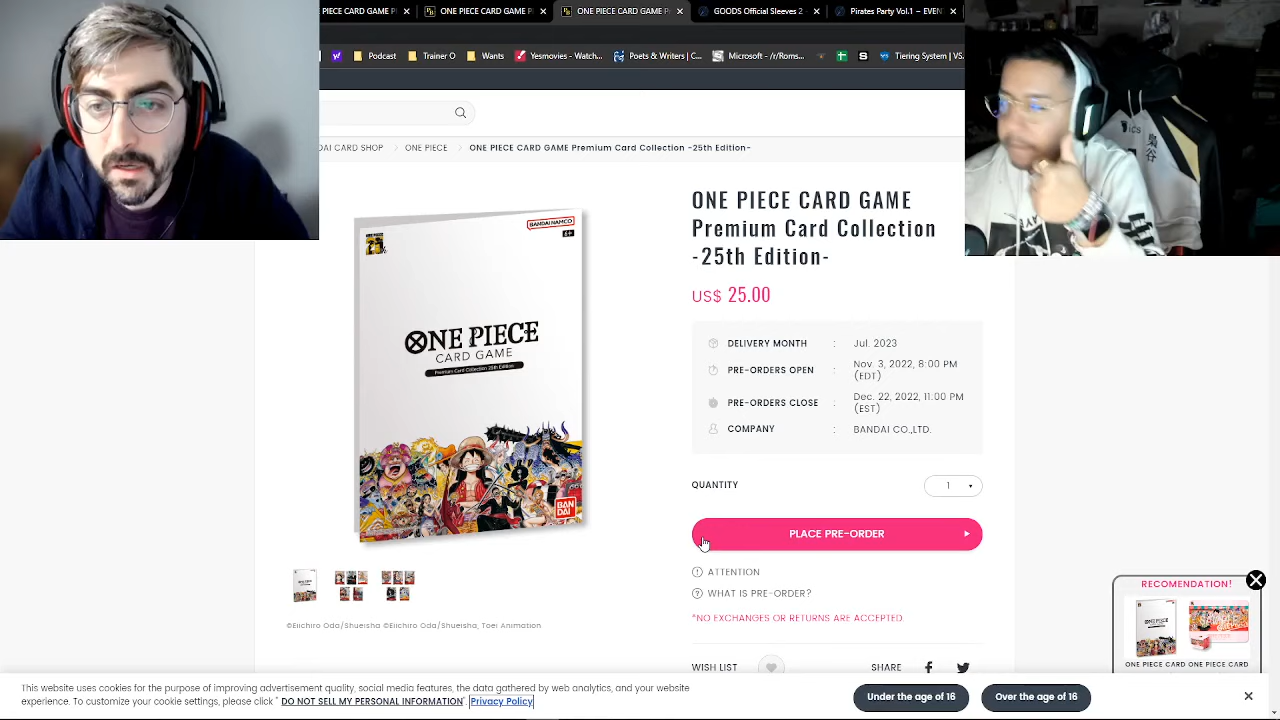 ONE PIECE CARD GAME P
ONE PIECE CARD GAME P
ONE PIECE CARD GAME P
GOODS Official Sleeves 2
Pirates Party Vol.1 – EVEN
Podcast
Trainer O
Wants
Yesmovies - Watch...
Poets & Writers | C...
Microsoft - /r/Roms...
Tiering System | VS
DAI CARD SHOP
ONE PIECE
ONE PIECE CARD GAME Premium Card Collection -25th Edition-
BANDAI NAMCO
6+
ONE PIECE
CARD GAME
Premium Card Collection 25th Edition
BAN
DAI
ONE PIECE CARD GAME
Premium Card Collection
-25th Edition-
US$ 25.00
DELIVERY MONTH : Jul. 2023
PRE-ORDERS OPEN : Nov. 3, 2022, 8:00 PM
(EDT)
PRE-ORDERS CLOSE : Dec. 22, 2022, 11:00 PM
(EST)
COMPANY : BANDAI CO.,LTD.
QUANTITY
1
PLACE PRE-ORDER
ATTENTION
WHAT IS PRE-ORDER?
*NO EXCHANGES OR RETURNS ARE ACCEPTED.
©Eiichiro Oda/Shueisha ©Eiichiro Oda/Shueisha, Toei Animation
WISH LIST
SHARE
RECOMENDATION!
ONE PIECE CARD
ONE PIECE CARD
This website uses cookies for the purpose of improving advertisement quality, social media features, the data gathered by web analytics, and your website
experience. To customize your cookie settings, please click " DO NOT SELL MY PERSONAL INFORMATION". Privacy Policy
Under the age of 16
Over the age of 16